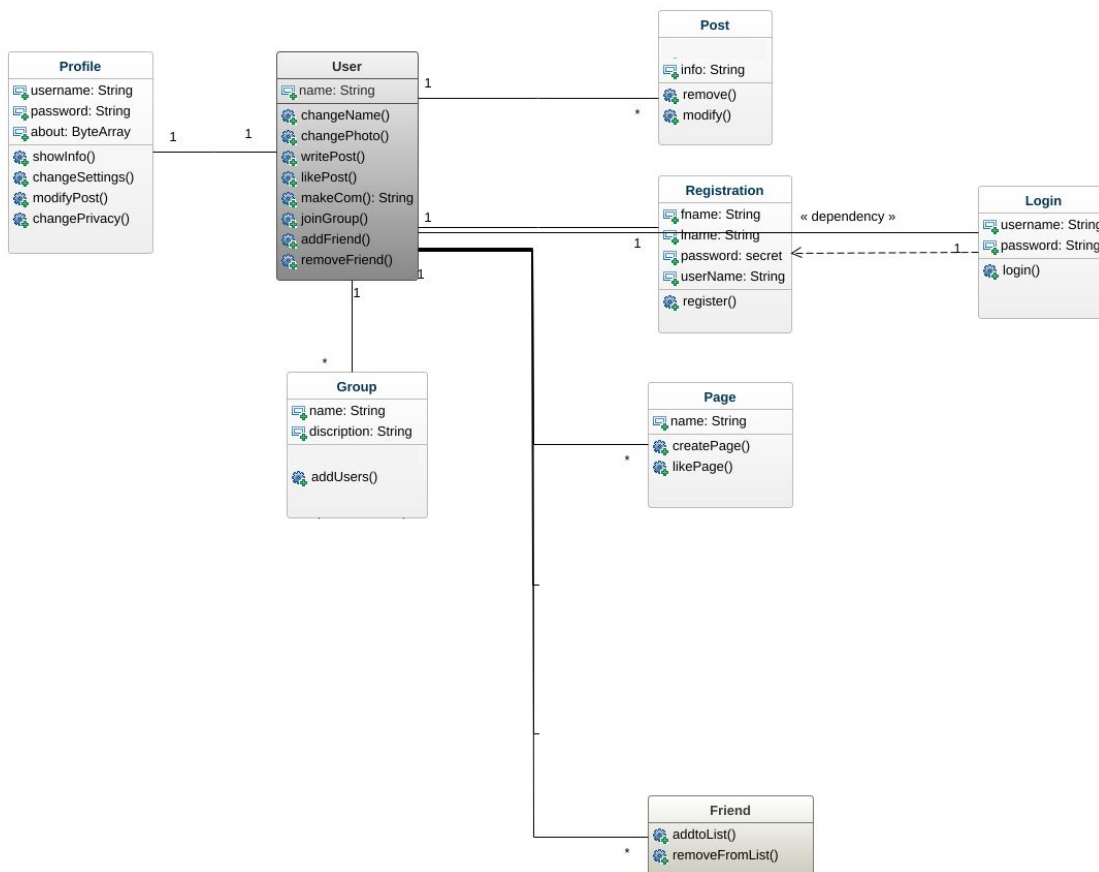 Profile
username: String
password: String
about: ByteArray
showInfo()
changeSettings()
modifyPost()
changePrivacy()
1
1
User
name: String
changeName()
changePhoto()
writePost()
likePost()
makeCom(): String
joinGroup()
addFriend()
removeFriend()
1
*
Post
info: String
remove()
modify()
1
1
Registration
fname: String
lname: String
password: secret
userName: String
register()
« dependency »
1
Login
username: String
password: String
login()
1
1
*
Group
name: String
discription: String
addUsers()
Page
name: String
createPage()
likePage()
*
Friend
addtoList()
removeFromList()
*